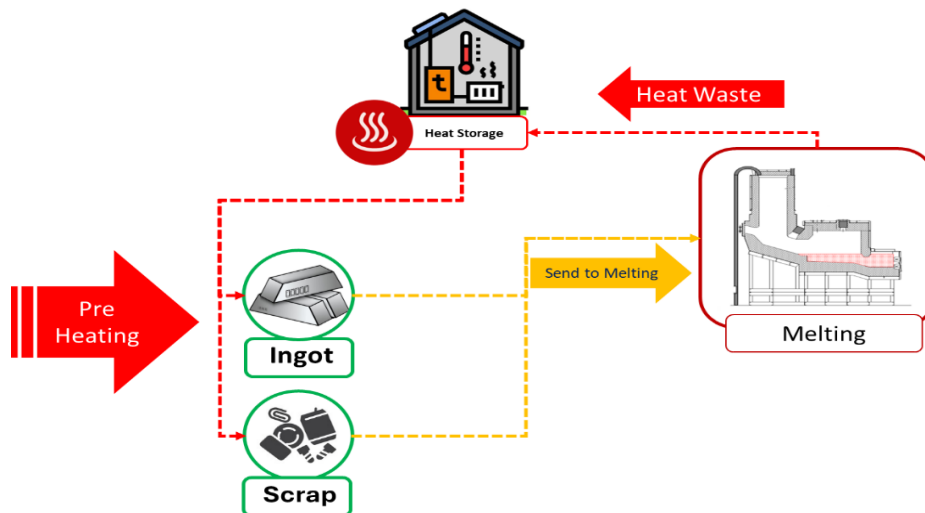 Heat Waste
Heat Storage
Pre
Heating
Send to Melting
Ingot
Melting
Scrap